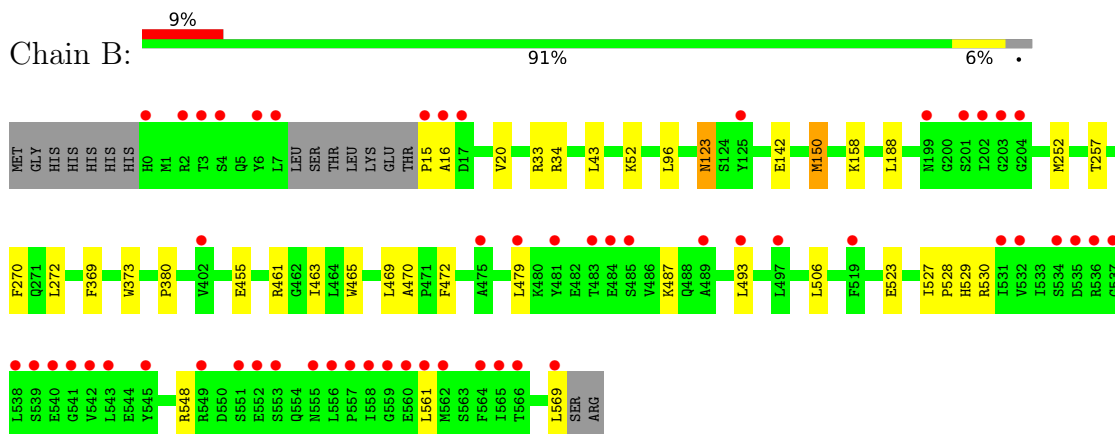 9%
Chain B:
91% 6% •
MET GLY HIS HIS HIS HIS HIS HIS H0 M1 R2 T3 S4 Q5 Y6 L7 LEU SER THR LEU LYS GLU THR P15 A16 D17 V20 R33 R34 L43 K52 L96 N123 S124 Y125 E142 M150 K158 L188 N199 G200 S201 I202 G203 G204 M252 T257
F270 Q271 L272 F369 W373 P380 V402 E455 R461 G462 I463 L464 W465 L469 A470 P471 F472 A475 L479 K480 Y481 E482 T483 E484 S485 V486 K487 Q488 A489 L493 L497 L506 F519 E523 I527 P528 H529 R530 I531 V532 I533 S534 D535 R536 G537
L538 S539 E540 G541 V542 L543 E544 Y545 R548 R549 D550 S551 E552 S553 Q554 N555 L556 P557 I558 G559 E560 L561 M562 S563 F564 I565 T566 L569 SER ARG